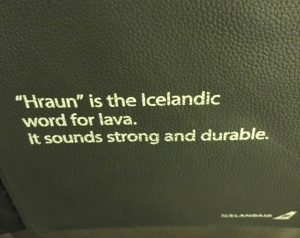 “Hraun” is the Icelandic
word for lava.
It sounds strong and durable.
ICELANDAIR